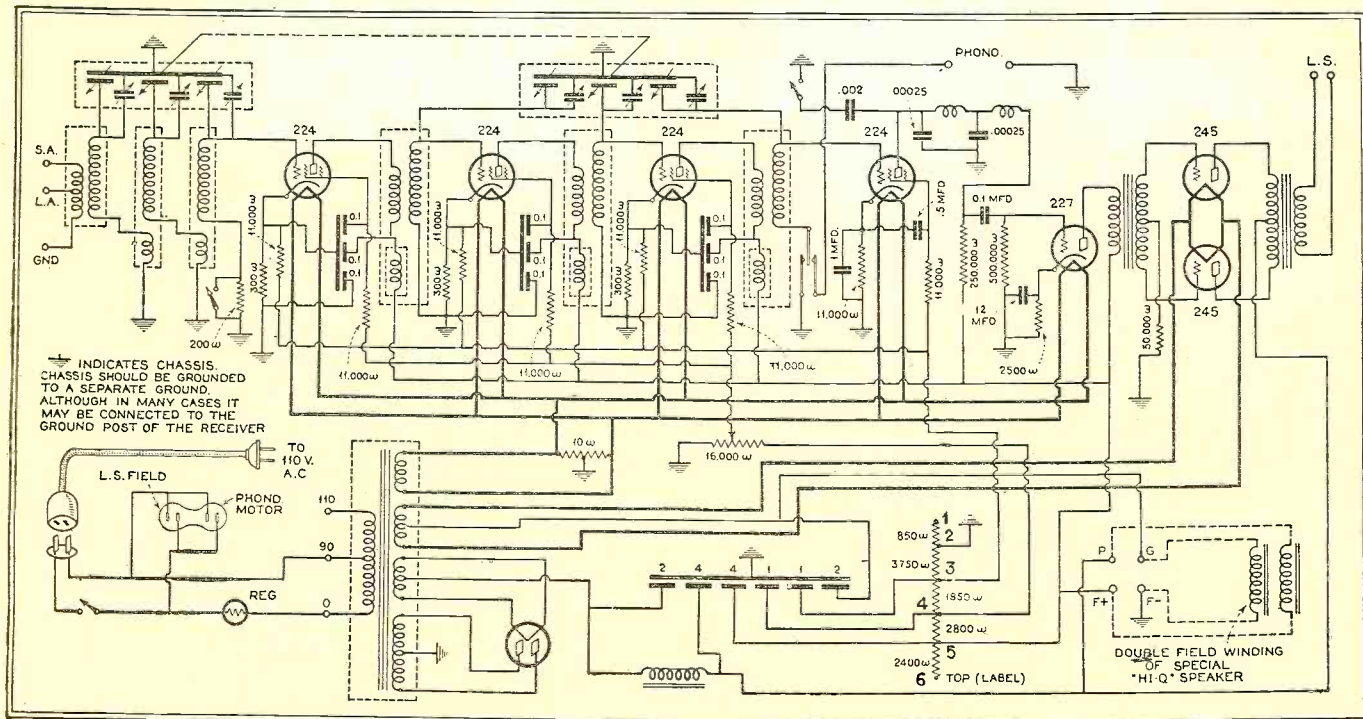 PHONO.
L.S.
.002
.00025
.00025
224
224
224
224
245
S.A.
L.A.
GND
11,000ω
300ω
0.1
0.1
0.1
11,000ω
300ω
0.1
0.1
0.1
11,000ω
300ω
0.1
0.1
0.1
1 MFD.
.5 MFD
11,000ω
0.1 MFD
227
250,000ω
500,000ω
12
MFD
11,000ω
245
50,000ω
200ω
11,000ω
11,000ω
11,000ω
2500ω
INDICATES CHASSIS.
CHASSIS SHOULD BE GROUNDED
TO A SEPARATE GROUND.
ALTHOUGH IN MANY CASES IT
MAY BE CONNECTED TO THE
GROUND POST OF THE RECEIVER
TO
110 V.
A.C
10ω
16,000ω
L.S. FIELD
PHONO.
MOTOR
110
90
0
REG
2
4
4
1
1
2
1
850ω
2
3750ω
3
1850ω
4
2800ω
5
2400ω
6 TOP (LABEL)
P
G
F+
F-
DOUBLE FIELD WINDING
OF SPECIAL
"HI-Q" SPEAKER